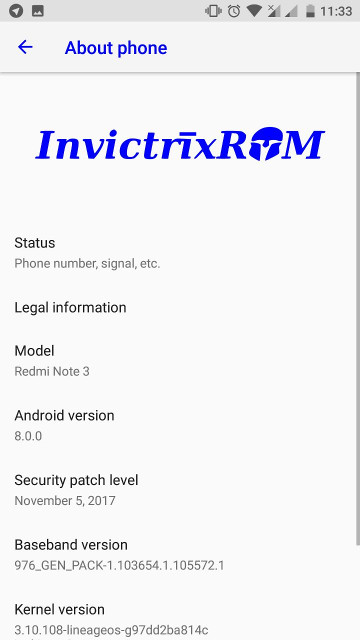 11:33
About phone
InvictrīxROM
Status
Phone number, signal, etc.
Legal information
Model
Redmi Note 3
Android version
8.0.0
Security patch level
November 5, 2017
Baseband version
976_GEN_PACK-1.103654.1.105572.1
Kernel version
3.10.108-lineageos-g97dd2ba814c